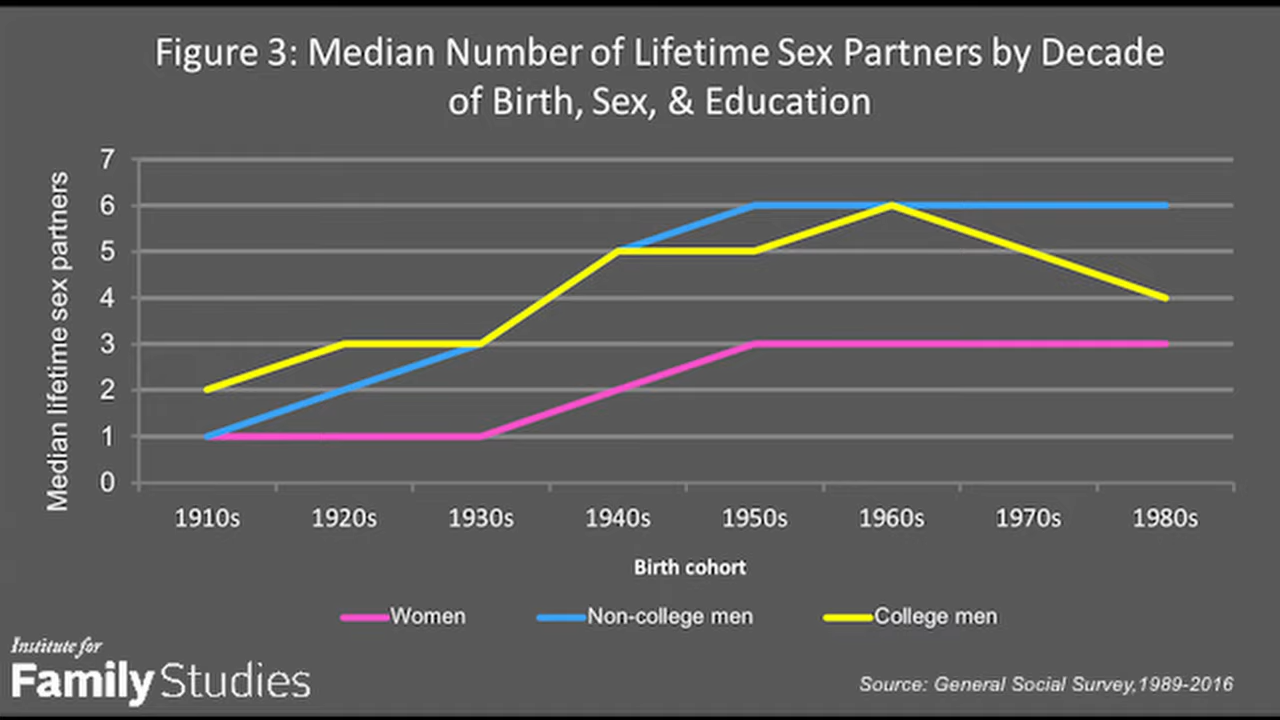 Figure 3: Median Number of Lifetime Sex Partners by Decade
of Birth, Sex, & Education
Median lifetime sex partners
7
6
5
4
3
2
1
0
1910s 1920s 1930s 1940s 1950s 1960s 1970s 1980s
Birth cohort
Women Non-college men College men
Institute for
Family Studies
Source: General Social Survey,1989-2016